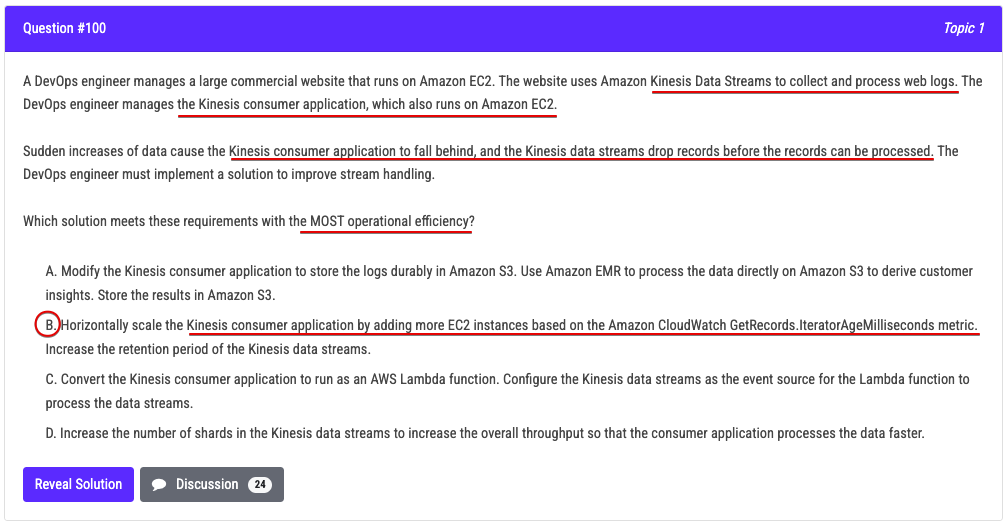 Question #100
Topic 1
A DevOps engineer manages a large commercial website that runs on Amazon EC2. The website uses Amazon Kinesis Data Streams to collect and process web logs. The
DevOps engineer manages the Kinesis consumer application, which also runs on Amazon EC2.
Sudden increases of data cause the Kinesis consumer application to fall behind, and the Kinesis data streams drop records before the records can be processed. The
DevOps engineer must implement a solution to improve stream handling.
Which solution meets these requirements with the MOST operational efficiency?
A. Modify the Kinesis consumer application to store the logs durably in Amazon S3. Use Amazon EMR to process the data directly on Amazon S3 to derive customer
insights. Store the results in Amazon S3.
B. Horizontally scale the Kinesis consumer application by adding more EC2 instances based on the Amazon CloudWatch GetRecords.IteratorAgeMilliseconds metric.
Increase the retention period of the Kinesis data streams.
C. Convert the Kinesis consumer application to run as an AWS Lambda function. Configure the Kinesis data streams as the event source for the Lambda function to
process the data streams.
D. Increase the number of shards in the Kinesis data streams to increase the overall throughput so that the consumer application processes the data faster.
Reveal Solution
Discussion 24